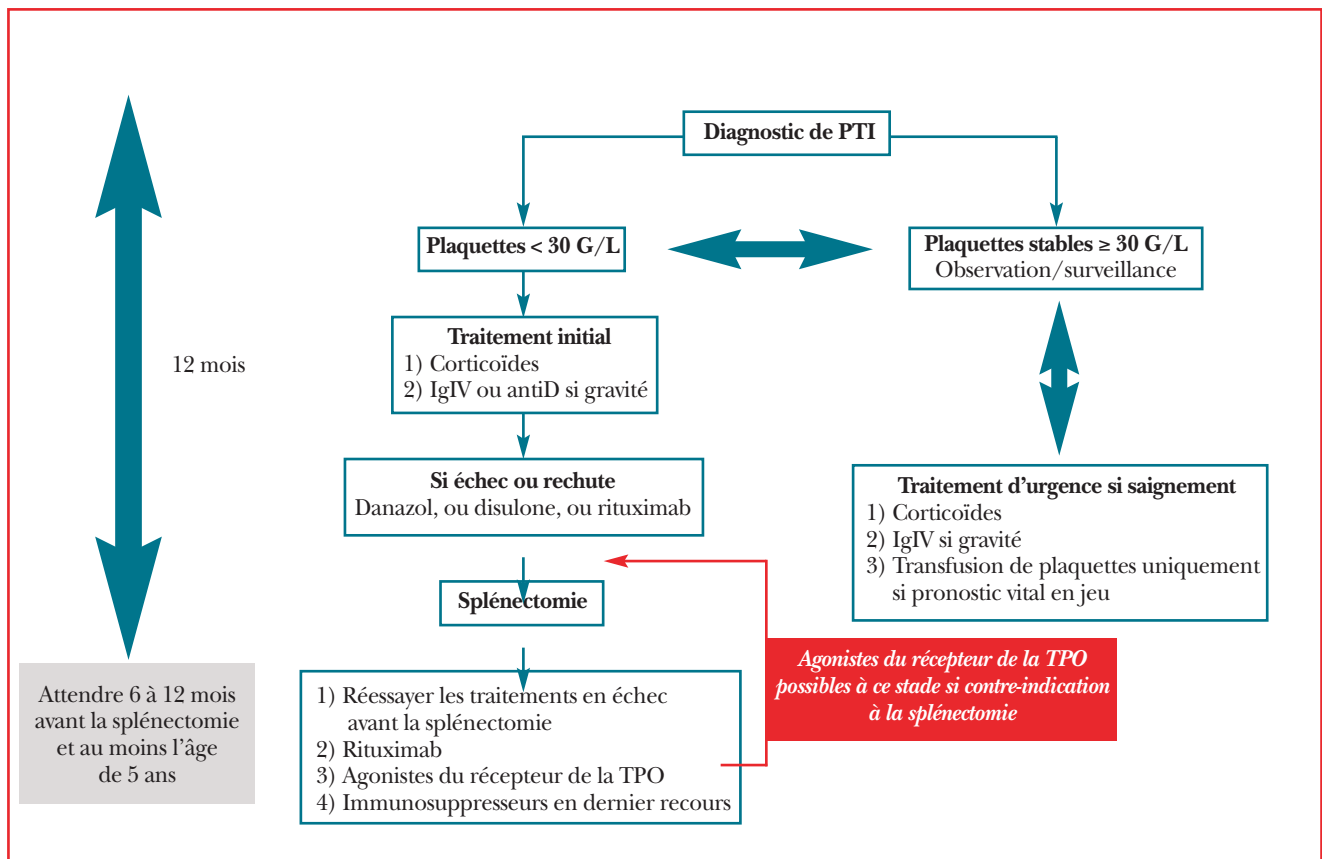 Diagnostic de PTI
Plaquettes < 30 G/L
Plaquettes stables ≥ 30 G/L
Observation/surveillance
Traitement initial
1) Corticoïdes
2) IgIV ou antiD si gravité
12 mois
Si échec ou rechute
Danazol, ou disulone, ou rituximab
Traitement d’urgence si saignement
1) Corticoïdes
2) IgIV si gravité
3) Transfusion de plaquettes uniquement
si pronostic vital en jeu
Splénectomie
Agonistes du récepteur de la TPO
possibles à ce stade si contre-indication
à la splénectomie
Attendre 6 à 12 mois
avant la splénectomie
et au moins l’âge
de 5 ans
1) Réessayer les traitements en échec
avant la splénectomie
2) Rituximab
3) Agonistes du récepteur de la TPO
4) Immunosuppresseurs en dernier recours